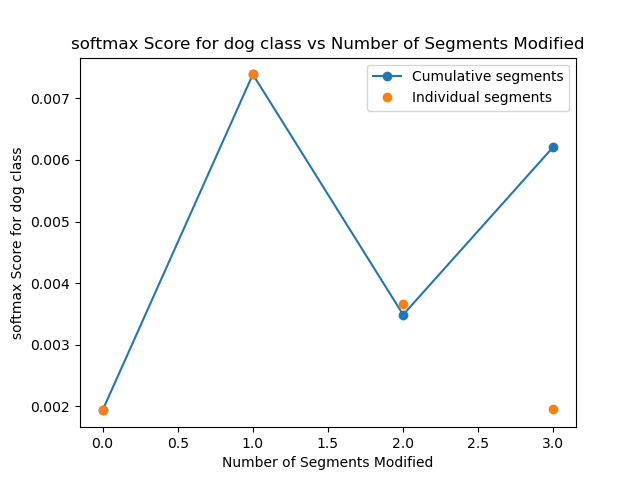 softmax Score for dog class vs Number of Segments Modified
Cumulative segments
Individual segments
softmax Score for dog class
0.007
0.006
0.005
0.004
0.003
0.002
0.0 0.5 1.0 1.5 2.0 2.5 3.0
Number of Segments Modified